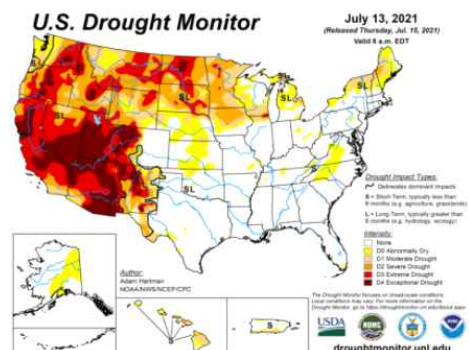 U.S. Drought Monitor
July 13, 2021
(Released Thursday, Jul. 15, 2021)
Valid 8 a.m. EDT
S
SL
SL
S
SL
SL
SL
S
Drought Impact Types:
Delineates dominant impacts
S = Short-Term, typically less than
6 months (e.g. agriculture, grasslands)
L = Long-Term, typically greater than
6 months (e.g. hydrology, ecology)
Intensity:
None
D0 Abnormally Dry
D1 Moderate Drought
D2 Severe Drought
D3 Extreme Drought
D4 Exceptional Drought
Author:
Adam Hartman
NOAA/NWS/NCEP/CPC
S
The Drought Monitor focuses on broad-scale conditions.
Local conditions may vary. For more information on the
Drought Monitor, go to https://droughtmonitor.unl.edu/About.aspx
USDA
NDMC
droughtmonitor.unl.edu